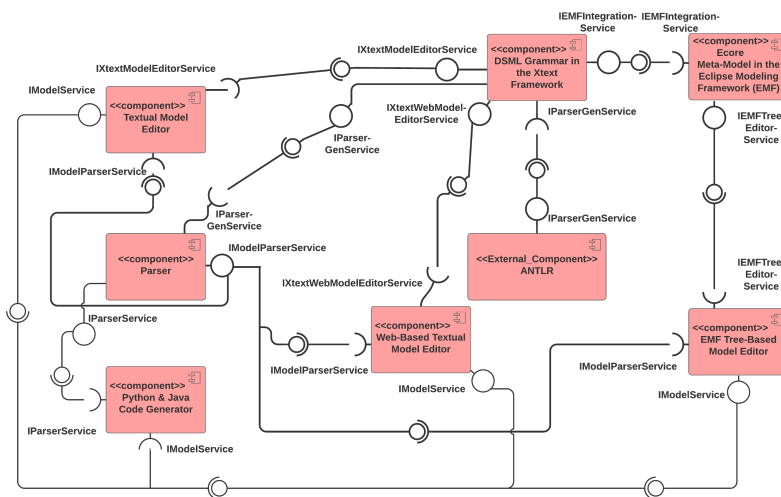 IEMFIntegration-
Service
IEMFIntegration-
Service
IXtextModelEditorService
<<component>>
DSML Grammar in
the Xtext
Framework
<<component>>
Ecore
Meta-Model in the
Eclipse Modeling
Framework (EMF)
IXtextModelEditorService
IModelService
<<component>>
Textual Model
Editor
IXtextWebModel-
EditorService
IParserGenService
IEMFTree
Editor-
Service
IParser-
GenService
IModelParserService
IParser-
GenService
IParserGenService
<<component>>
Parser
IModelParserService
<<External_Component>>
ANTLR
IXtextWebModelEditorService
IEMFTree
Editor-
Service
IParserService
<<component>>
Web-Based Textual
Model Editor
<<component>>
EMF Tree-Based
Model Editor
IModelParserService
IModelParserService
<<component>>
Python & Java
Code Generator
IModelService
IModelService
IParserService
IModelService